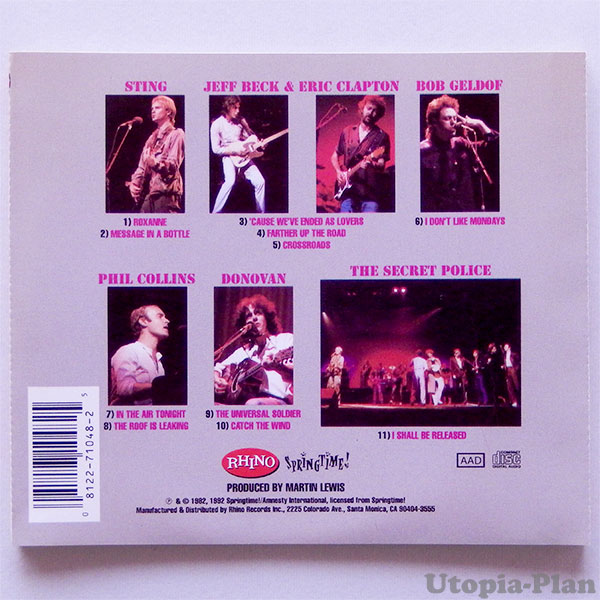 STING
JEFF BECK & ERIC CLAPTON
BOB GELDOF
1) ROXANNE
2) MESSAGE IN A BOTTLE
3) 'CAUSE WE'VE ENDED AS LOVERS
4) FARTHER UP THE ROAD
5) CROSSROADS
6) I DON'T LIKE MONDAYS
PHIL COLLINS
DONOVAN
THE SECRET POLICE
7) IN THE AIR TONIGHT
8) THE ROOF IS LEAKING
9) THE UNIVERSAL SOLDIER
10) CATCH THE WIND
11) I SHALL BE RELEASED
0 8122-71048-2 5
RHINO
SPRINGTIME!
AAD
COMPACT
disc
DIGITAL AUDIO
PRODUCED BY MARTIN LEWIS
℗ & © 1982, 1992 Springtime!/Amnesty International, licensed from Springtime!
Manufactured & Distributed by Rhino Records Inc., 2225 Colorado Ave., Santa Monica, CA 90404-3555
Utopia-Plan